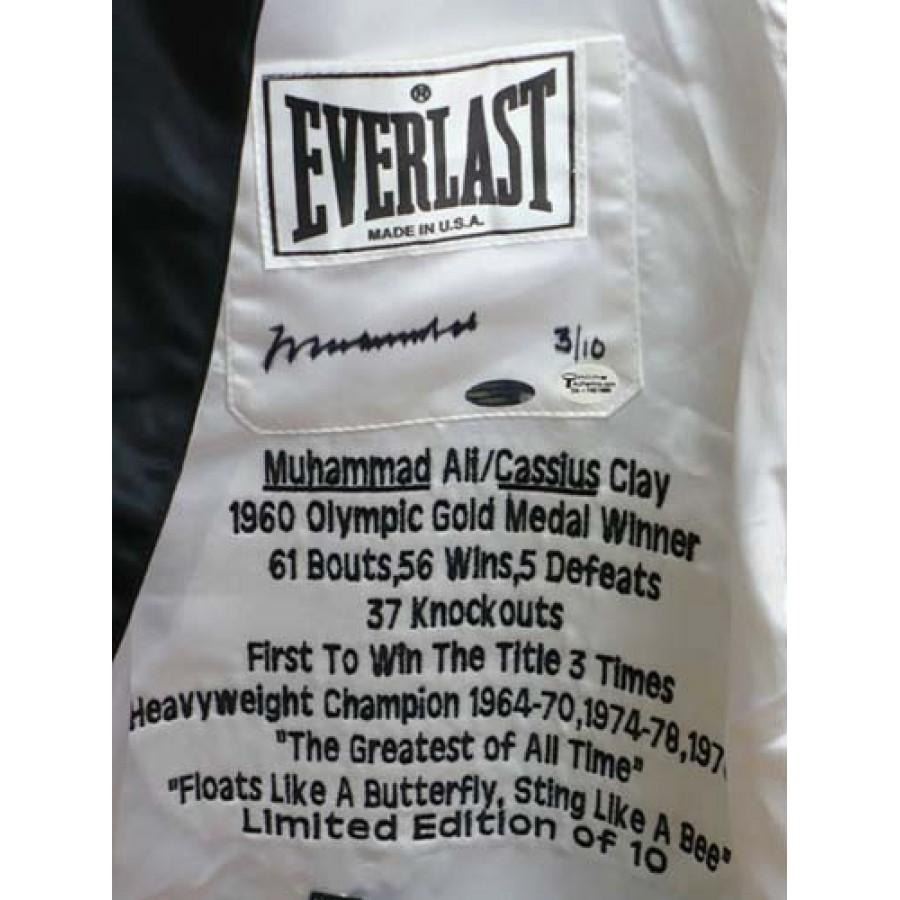 ®
EVERLAST
MADE IN U.S.A.
Muhammad
3/10
Muhammad Ali/Cassius Clay
1960 Olympic Gold Medal Winner
61 Bouts,56 Wins,5 Defeats
37 Knockouts
First To Win The Title 3 Times
Heavyweight Champion 1964-70,1974-78,197
"The Greatest of All Time"
"Floats Like A Butterfly, Sting Like A Bee"
Limited Edition of 10